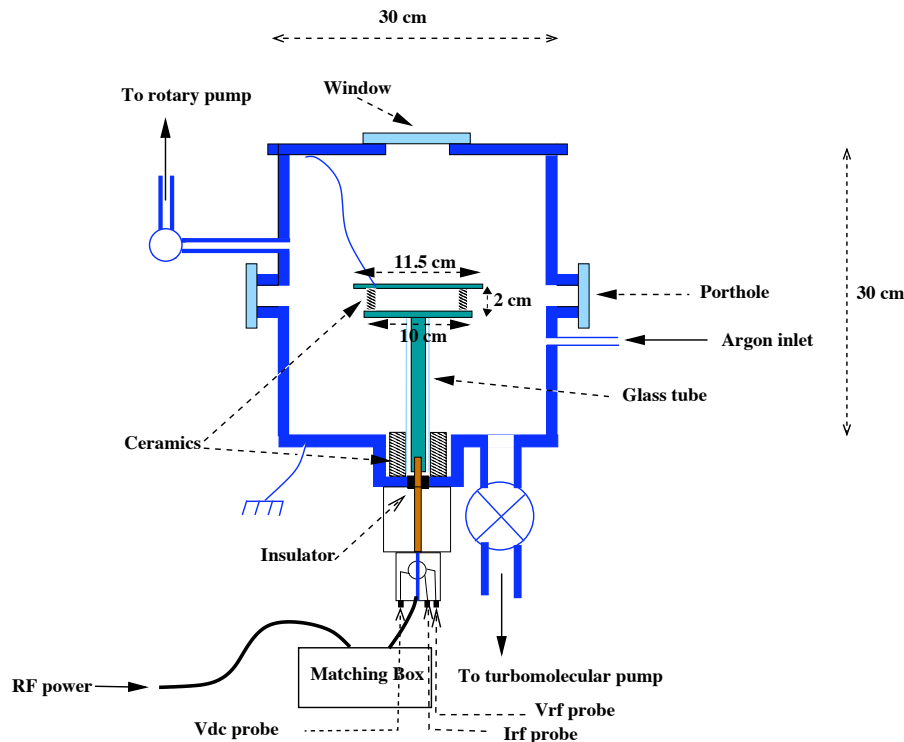 30 cm
Window
To rotary pump
11.5 cm
2 cm
Porthole
30 cm
10 cm
Argon inlet
Glass tube
Ceramics
Insulator
Matching Box
To turbomolecular pump
RF power
Vrf probe
Vdc probe
Irf probe